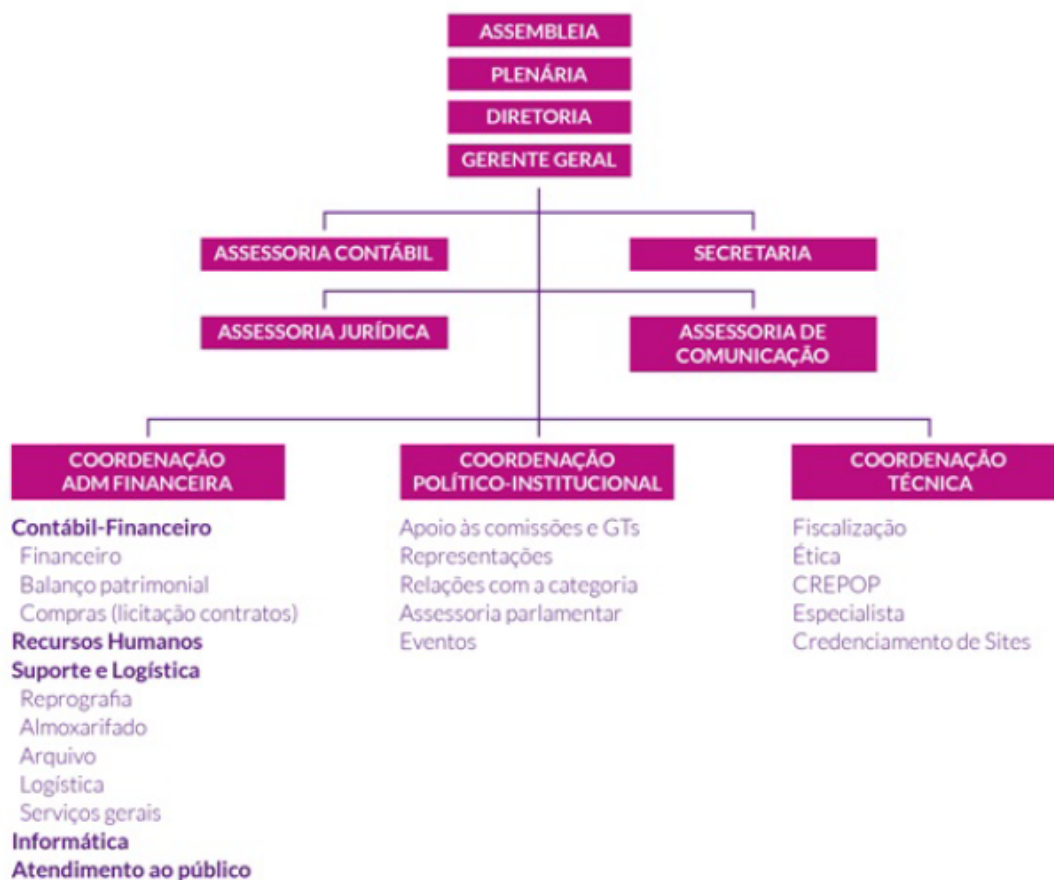 ASSEMBLEIA
PLENÁRIA
DIRETORIA
GERENTE GERAL
ASSESSORIA CONTÁBIL
SECRETARIA
ASSESSORIA JURÍDICA
ASSESSORIA DE
COMUNICAÇÃO
COORDENAÇÃO
ADM FINANCEIRA
Contábil-Financeiro
Financeiro
Balanço patrimonial
Compras (licitação contratos)
Recursos Humanos
Suporte e Logística
Reprografia
Almoxarifado
Arquivo
Logística
Serviços gerais
Informática
Atendimento ao público
COORDENAÇÃO
POLÍTICO-INSTITUCIONAL
Apoio às comissões e GTs
Representações
Relações com a categoria
Assessoria parlamentar
Eventos
COORDENAÇÃO
TÉCNICA
Fiscalização
Ética
CREPOP
Especialista
Credenciamento de Sites